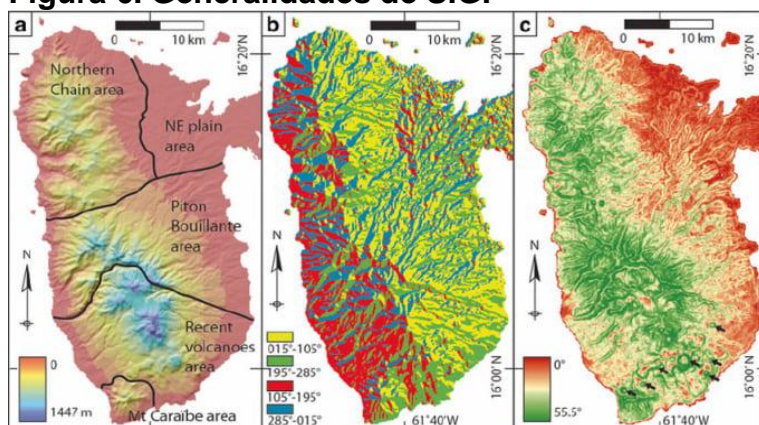 Figura 6. Generalidades de S.I.G.
a
0 10 km
16°20'N
Northern
Chain area
NE plain
area
Piton
Bouillante
area
N
Recent
volcanoes
area
0
1447 m
Mt Caraïbe area
b
0 10 km
N
015°-105°
195°-285°
105°-195°
285°-015°
16°00'N
61°40'W
c
0 10 km
16°20'N
N
0°
55.5°
16°00'N
61°40'W